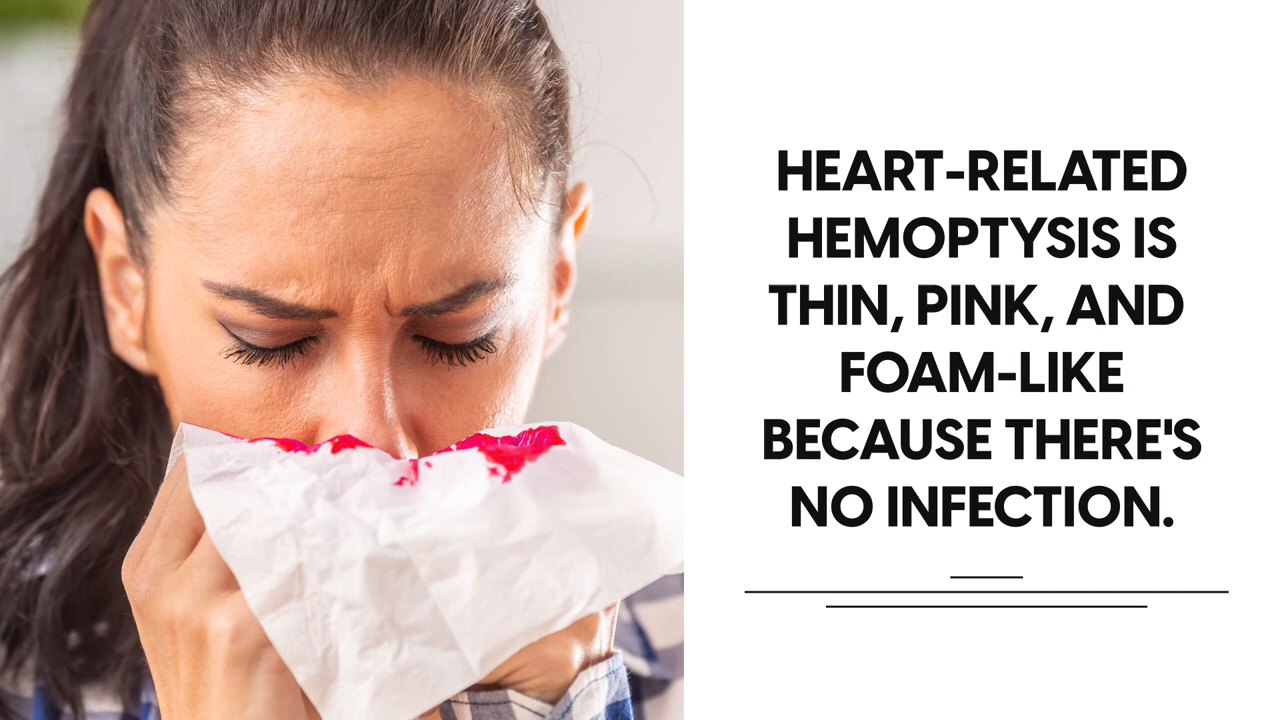 HEART-RELATED
HEMOPTYSIS IS
THIN, PINK, AND
FOAM-LIKE
BECAUSE THERE'S
NO INFECTION.